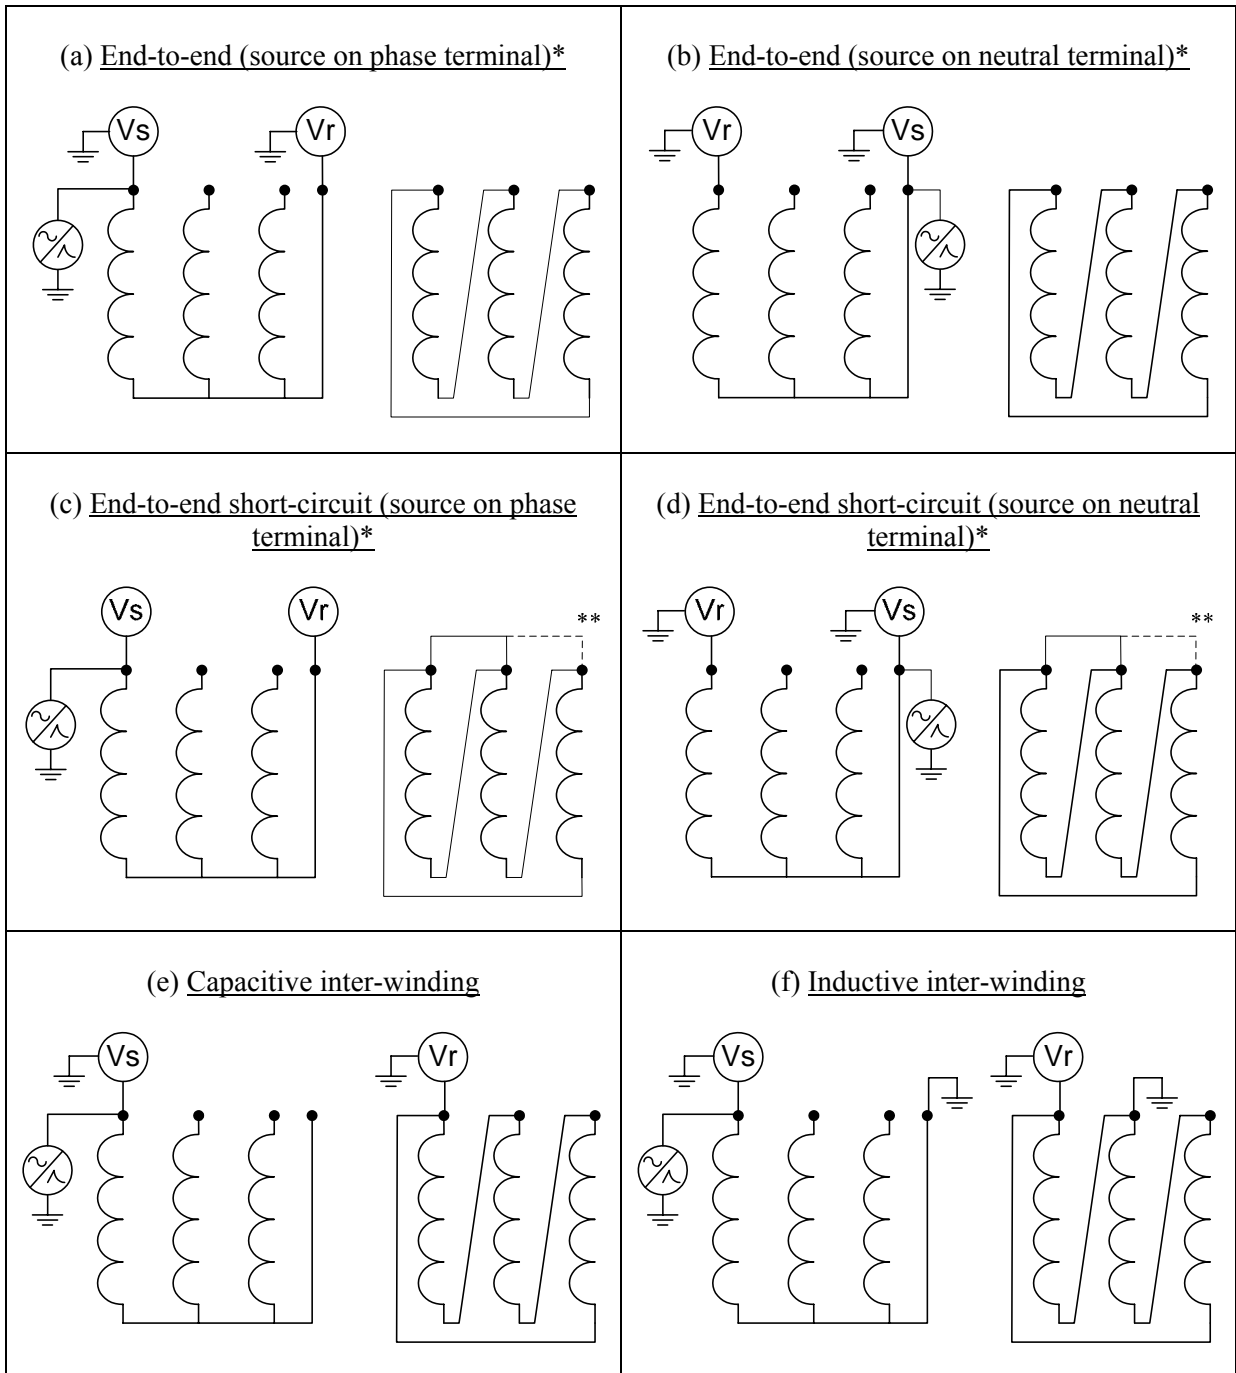 (a) End-to-end (source on phase terminal)*
(b) End-to-end (source on neutral terminal)*
Vs
Vr
Vr
Vs
(c) End-to-end short-circuit (source on phase
terminal)*
(d) End-to-end short-circuit (source on neutral
terminal)*
Vs
Vr
**
Vr
Vs
**
(e) Capacitive inter-winding
(f) Inductive inter-winding
Vs
Vr
Vs
Vr